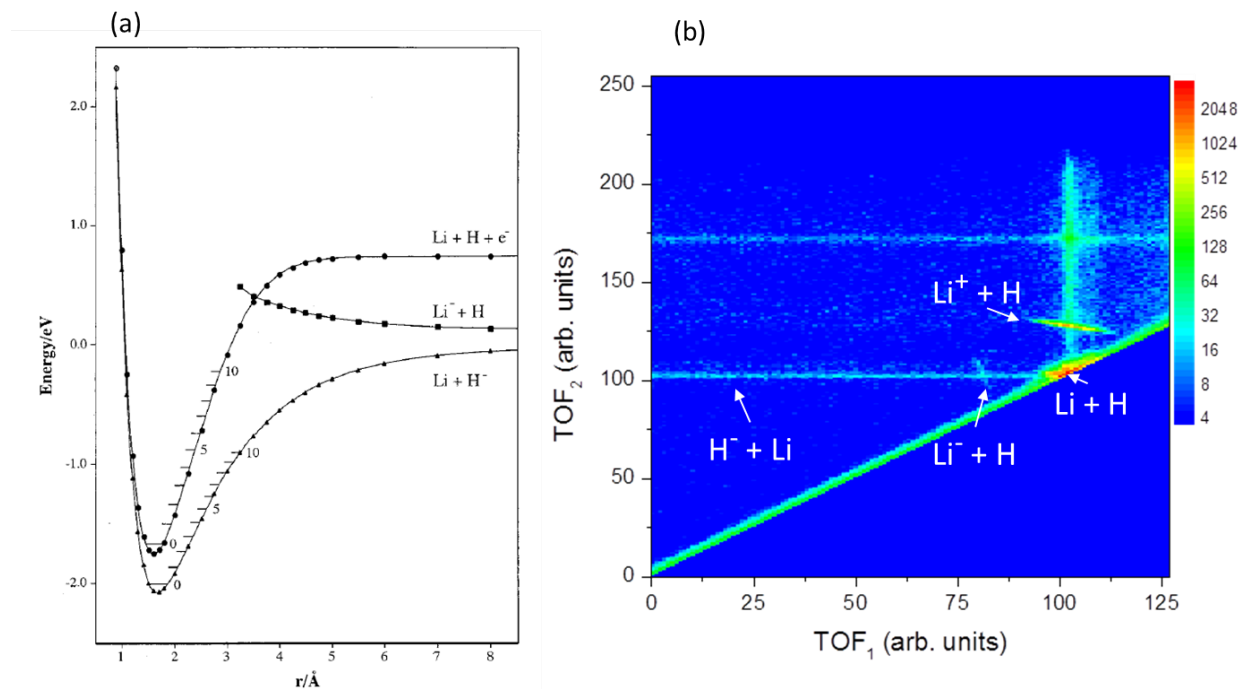 (a)
2.0
1.0
0.0
-1.0
-2.0
Energy/eV
Li + H + e⁻
Li⁻ + H
Li + H⁻
10
5
0
10
5
0
1 2 3 4 5 6 7 8
r/Å
(b)
250
200
150
100
50
0
TOF₂ (arb. units)
Li⁺ + H
H⁻ + Li
Li⁻ + H
Li + H
0 25 50 75 100 125
TOF₁ (arb. units)
2048
1024
512
256
128
64
32
16
8
4